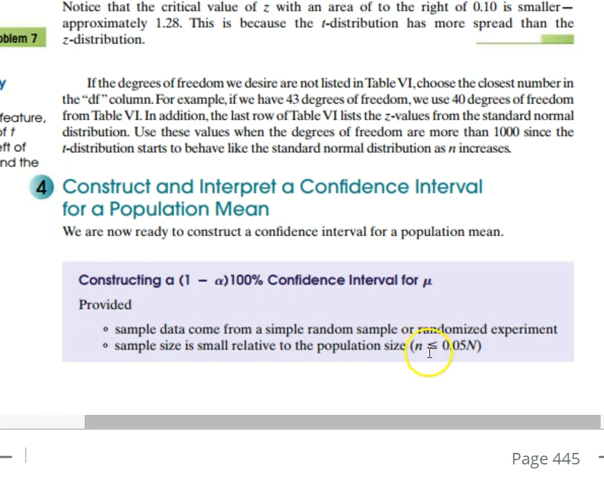 Notice that the critical value of z with an area of to the right of 0.10 is smaller—
approximately 1.28. This is because the t-distribution has more spread than the
z-distribution.
oblem 7
If the degrees of freedom we desire are not listed in Table VI, choose the closest number in
the “df” column. For example, if we have 43 degrees of freedom, we use 40 degrees of freedom
from Table VI. In addition, the last row of Table VI lists the z-values from the standard normal
distribution. Use these values when the degrees of freedom are more than 1000 since the
t-distribution starts to behave like the standard normal distribution as n increases.
y
feature,
of t
eft of
nd the
4 Construct and Interpret a Confidence Interval
for a Population Mean
We are now ready to construct a confidence interval for a population mean.
Constructing a (1 − α)100% Confidence Interval for μ
Provided
• sample data come from a simple random sample or randomized experiment
• sample size is small relative to the population size (n ≤ 0.05N)
Page 445